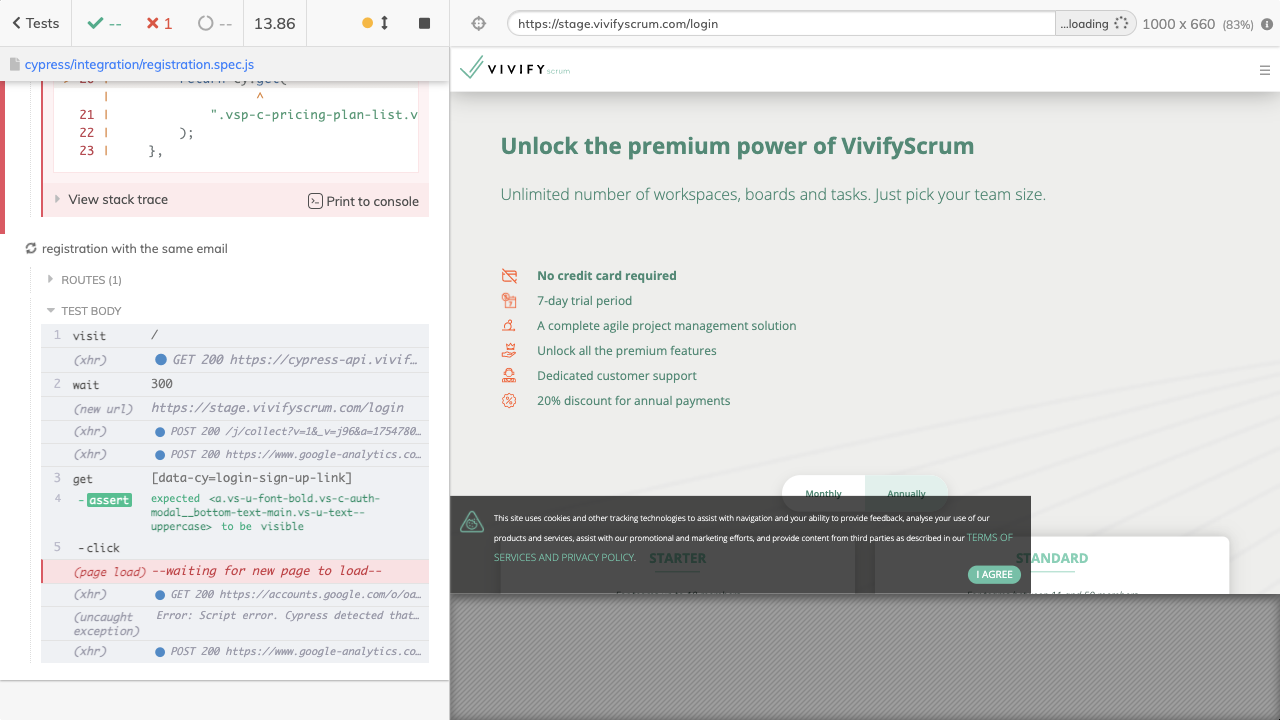 Tests
--
1
--
13.86
https://stage.vivifyscrum.com/login
...loading
1000 x 660 (83%)
cypress/integration/registration.spec.js
20 | return cy.get(
| ^
21 | ".vsp-c-pricing-plan-list.v
22 | );
23 | },
View stack trace
Print to console
registration with the same email
ROUTES (1)
TEST BODY
1 visit /
(xhr) GET 200 https://cypress-api.vivif…
2 wait 300
(new url) https://stage.vivifyscrum.com/login
(xhr) POST 200 /j/collect?v=1&_v=j96&a=1754780…
(xhr) POST 200 https://www.google-analytics.co…
3 get [data-cy=login-sign-up-link]
4 -assert expected <a.vs-u-font-bold.vs-c-auth-
modal__bottom-text-main.vs-u-text--
uppercase> to be visible
5 -click
(page load) --waiting for new page to load--
(xhr) GET 200 https://accounts.google.com/o/oa…
(uncaught exception) Error: Script error. Cypress detected that…
(xhr) POST 200 https://www.google-analytics.co…
VIVIFY scrum
Unlock the premium power of VivifyScrum
Unlimited number of workspaces, boards and tasks. Just pick your team size.
No credit card required
7-day trial period
A complete agile project management solution
Unlock all the premium features
Dedicated customer support
20% discount for annual payments
Monthly Annually
This site uses cookies and other tracking technologies to assist with navigation and your ability to provide feedback, analyse your use of our
products and services, assist with our promotional and marketing efforts, and provide content from third parties as described in our TERMS OF
SERVICES AND PRIVACY POLICY.
I AGREE
STARTER
STANDARD